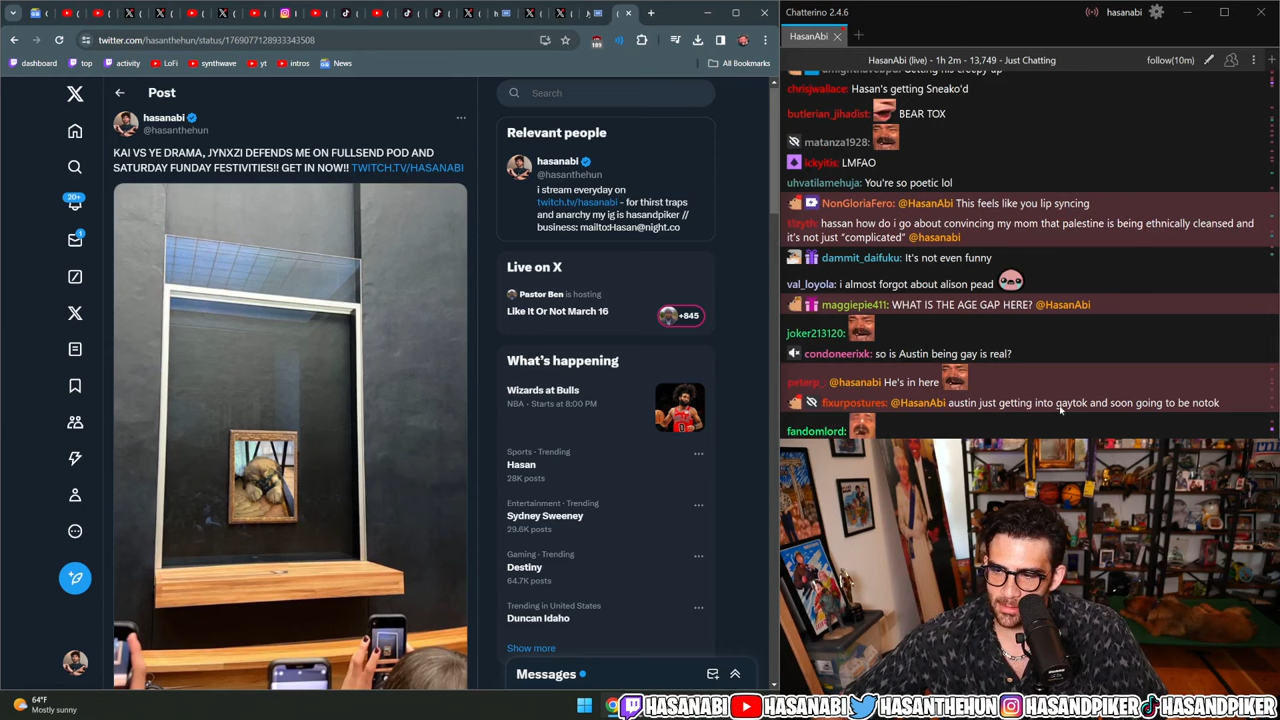 twitter.com/hasanthehun/status/1769077128933343508
189
dashboard
top
activity
LoFi
synthwave
yt
intros
News
All Bookmarks
Post
hasanabi
@hasanthehun
KAI VS YE DRAMA, JYNXZI DEFENDS ME ON FULLSEND POD AND
SATURDAY FUNDAY FESTIVITIES!! GET IN NOW!! TWITCH.TV/HASANABI
20+
1
Search
Relevant people
hasanabi
@hasanthehun
i stream everyday on
twitch.tv/hasanabi - for thirst traps
and anarchy my ig is hasandpiker //
business: mailto:Hasan@night.co
Live on X
Pastor Ben is hosting
Like It Or Not March 16
+845
What's happening
Wizards at Bulls
NBA · Starts at 8:00 PM
Sports · Trending
Hasan
28K posts
Entertainment · Trending
Sydney Sweeney
29.6K posts
Gaming · Trending
Destiny
64.7K posts
Trending in United States
Duncan Idaho
Show more
Messages
Chatterino 2.4.6
hasanabi
HasanAbi
HasanAbi (live) - 1h 2m - 13,749 - Just Chatting
follow(10m)
chrisjwallace: Hasan's getting Sneako'd
butlerian_jihadist: BEAR TOX
matanza1928:
ickyitis: LMFAO
uhvatilamehuja: You're so poetic lol
NonGloriaFero: @HasanAbi This feels like you lip syncing
hassan how do i go about convincing my mom that palestine is being ethnically cleansed and
it's not just "complicated" @hasanabi
dammit_daifuku: It's not even funny
val_loyola: i almost forgot about alison pead
maggiepie411: WHAT IS THE AGE GAP HERE? @HasanAbi
joker213120:
condoneerixk: so is Austin being gay is real?
peterp_: @hasanabi He's in here
fixurpostures: @HasanAbi austin just getting into gaytok and soon going to be notok
fandomlord:
64°F
Mostly sunny
HASANABI
HASANABI
HASANTHEHUN
HASANDPIKER
HASANDPIKER